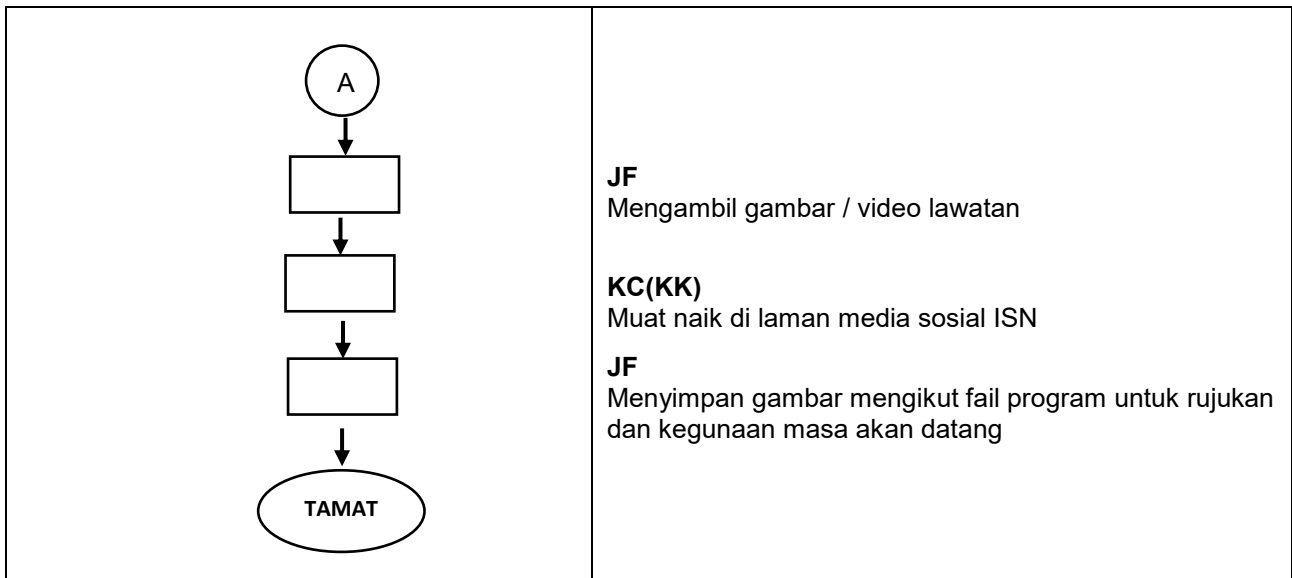 A
JF
Mengambil gambar / video lawatan
KC(KK)
Muat naik di laman media sosial ISN
JF
Menyimpan gambar mengikut fail program untuk rujukan
dan kegunaan masa akan datang
TAMAT